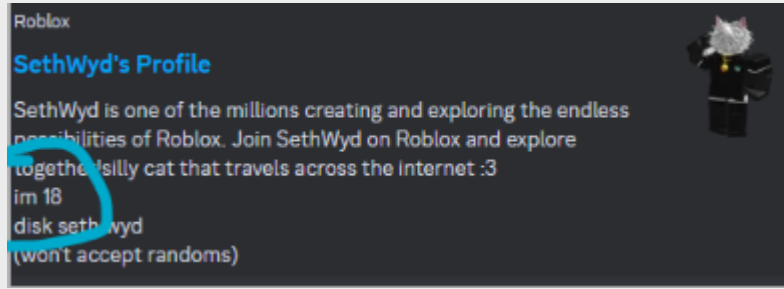 Roblox
SethWyd's Profile
SethWyd is one of the millions creating and exploring the endless
possibilities of Roblox. Join SethWyd on Roblox and explore
together!silly cat that travels across the internet :3
im 18
disk seth wyd
(won't accept randoms)